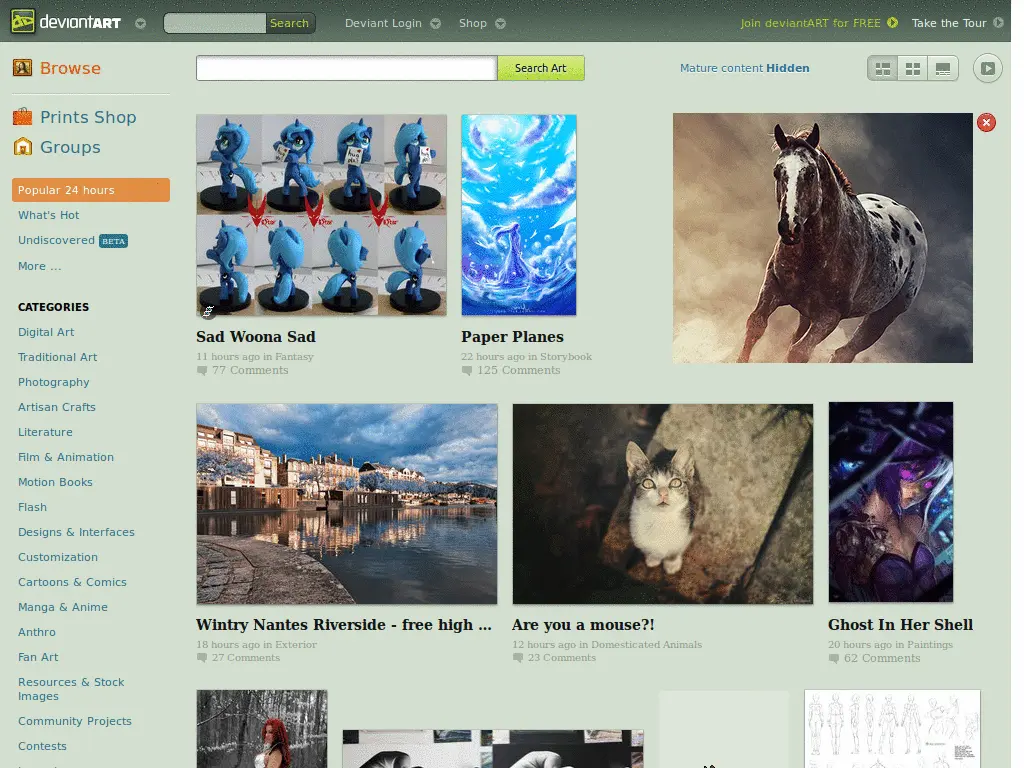 deviantART
Search
Deviant Login
Shop
Join deviantART for FREE
Take the Tour
Browse
Search Art
Mature content Hidden
Prints Shop
Groups
Popular 24 hours
What's Hot
Undiscovered BETA
More ...
CATEGORIES
Digital Art
Traditional Art
Photography
Artisan Crafts
Literature
Film & Animation
Motion Books
Flash
Designs & Interfaces
Customization
Cartoons & Comics
Manga & Anime
Anthro
Fan Art
Resources & Stock
Images
Community Projects
Contests
Sad Woona Sad
11 hours ago in Fantasy
77 Comments
Paper Planes
22 hours ago in Storybook
125 Comments
Wintry Nantes Riverside - free high ...
18 hours ago in Exterior
27 Comments
Are you a mouse?!
12 hours ago in Domesticated Animals
23 Comments
Ghost In Her Shell
20 hours ago in Paintings
62 Comments